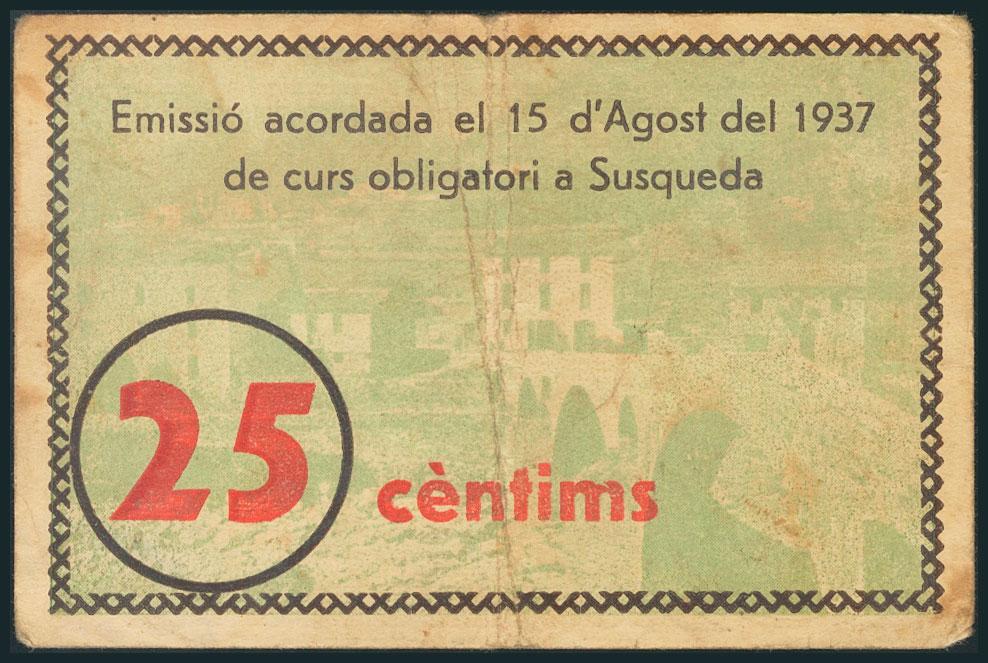 Emissió acordada el 15 d'Agost del 1937
de curs obligatori a Susqueda
25 cèntims